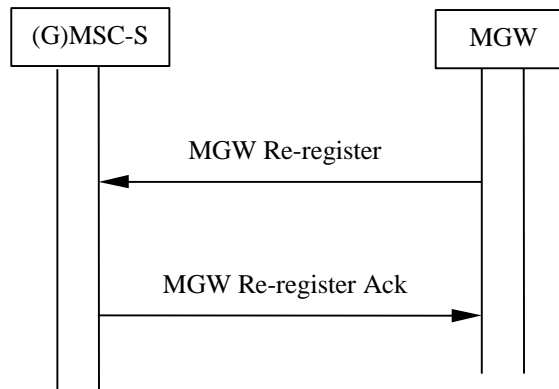 (G)MSC-S
MGW
MGW Re-register
MGW Re-register Ack